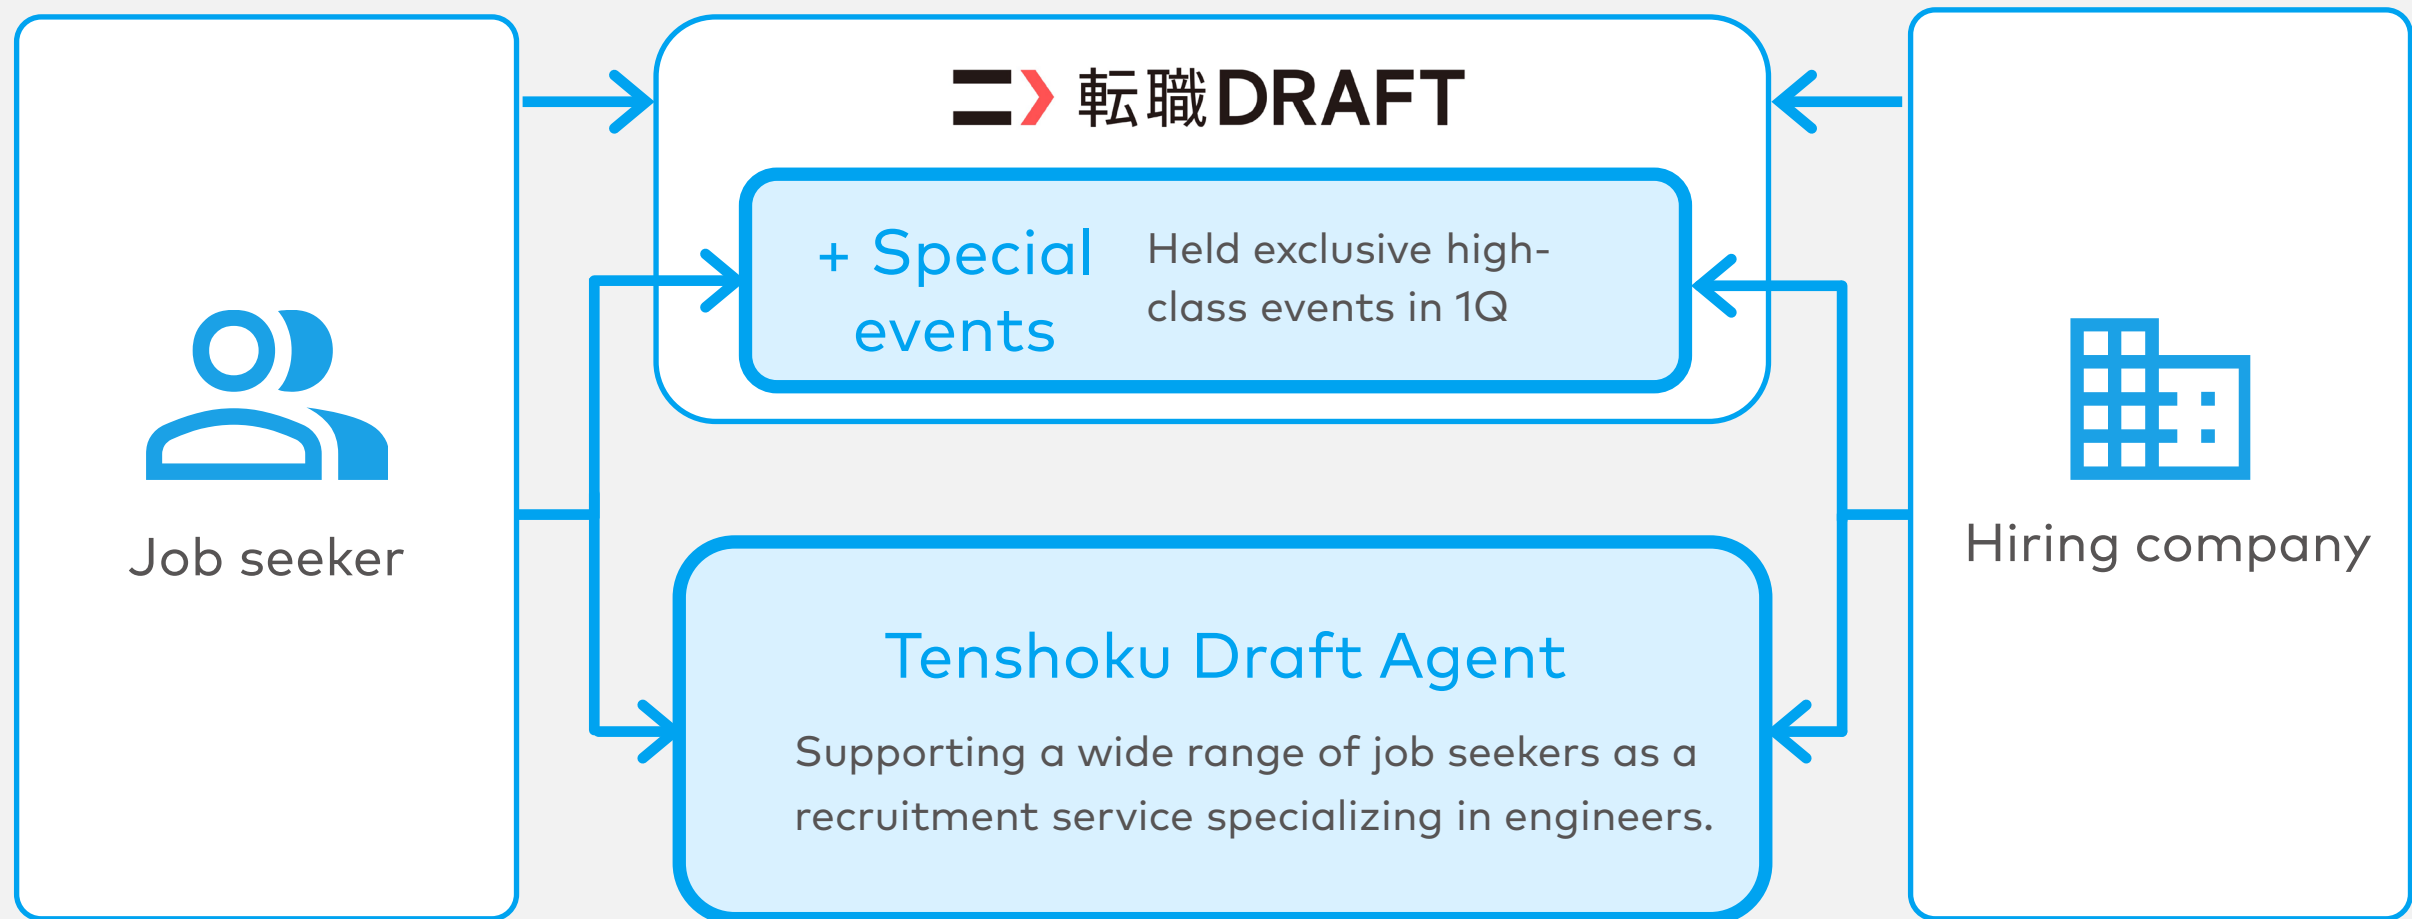 転職DRAFT
+ Special
events
Held exclusive high-
class events in 1Q
Job seeker
Hiring company
Tenshoku Draft Agent
Supporting a wide range of job seekers as a
recruitment service specializing in engineers.